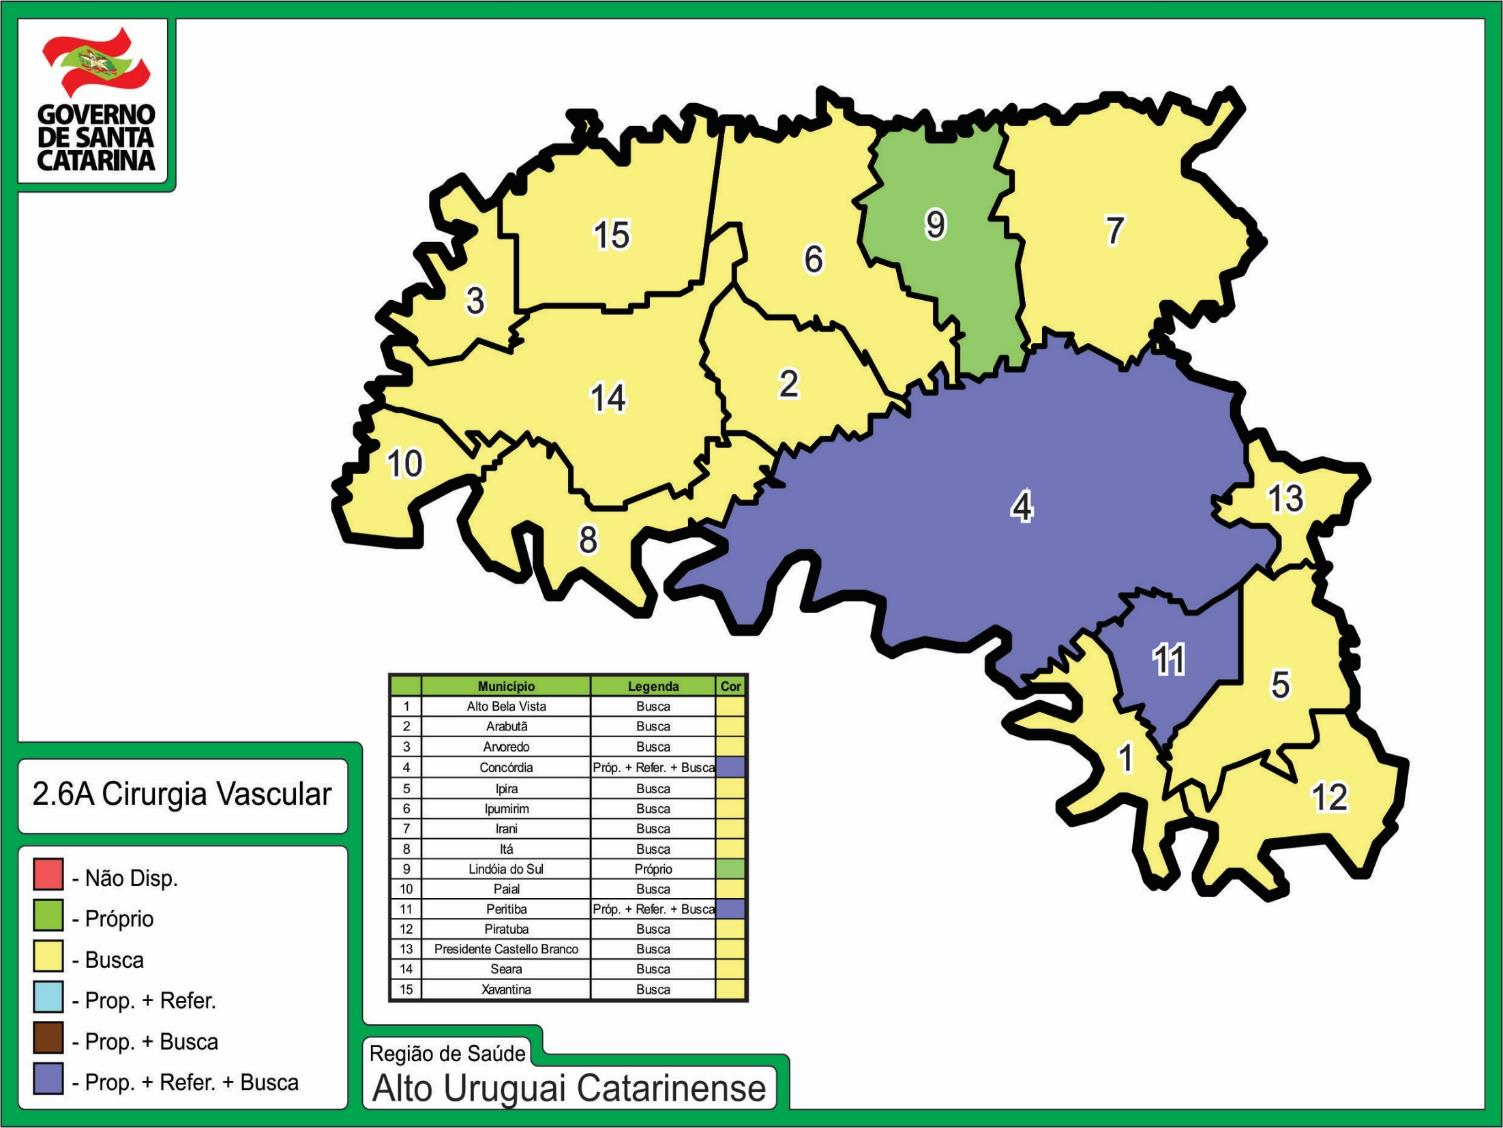 GOVERNO
DE SANTA
CATARINA
15
9
7
6
3
2
14
10
4
13
8
11
5
1
12
Município Legenda Cor
1 Alto Bela Vista Busca
2 Arabutã Busca
3 Arvoredo Busca
4 Concórdia Próp. + Refer. + Busca
5 Ipira Busca
6 Ipumirim Busca
7 Irani Busca
8 Itá Busca
9 Lindóia do Sul Próprio
10 Paial Busca
11 Peritiba Próp. + Refer. + Busca
12 Piratuba Busca
13 Presidente Castello Branco Busca
14 Seara Busca
15 Xavantina Busca
2.6A Cirurgia Vascular
- Não Disp.
- Próprio
- Busca
- Prop. + Refer.
- Prop. + Busca
- Prop. + Refer. + Busca
Região de Saúde
Alto Uruguai Catarinense